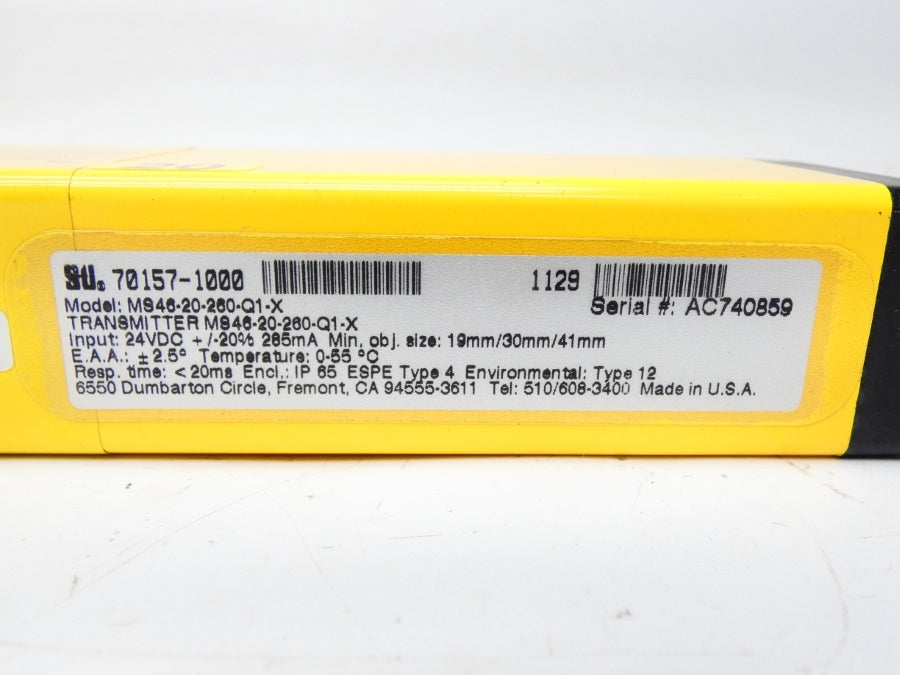 STI® 70157-1000 1129
Model: MS46-20-260-Q1-X Serial #: AC740859
TRANSMITTER MS46-20-260-Q1-X
Input: 24VDC +/-20% 265mA Min. obj. size: 19mm/30mm/41mm
E.A.A.: ±2.5° Temperature: 0-55 °C
Resp. time: <20ms Encl.: IP 65 ESPE Type 4 Environmental: Type 12
6550 Dumbarton Circle, Fremont, CA 94555-3611 Tel: 510/608-3400 Made in U.S.A.